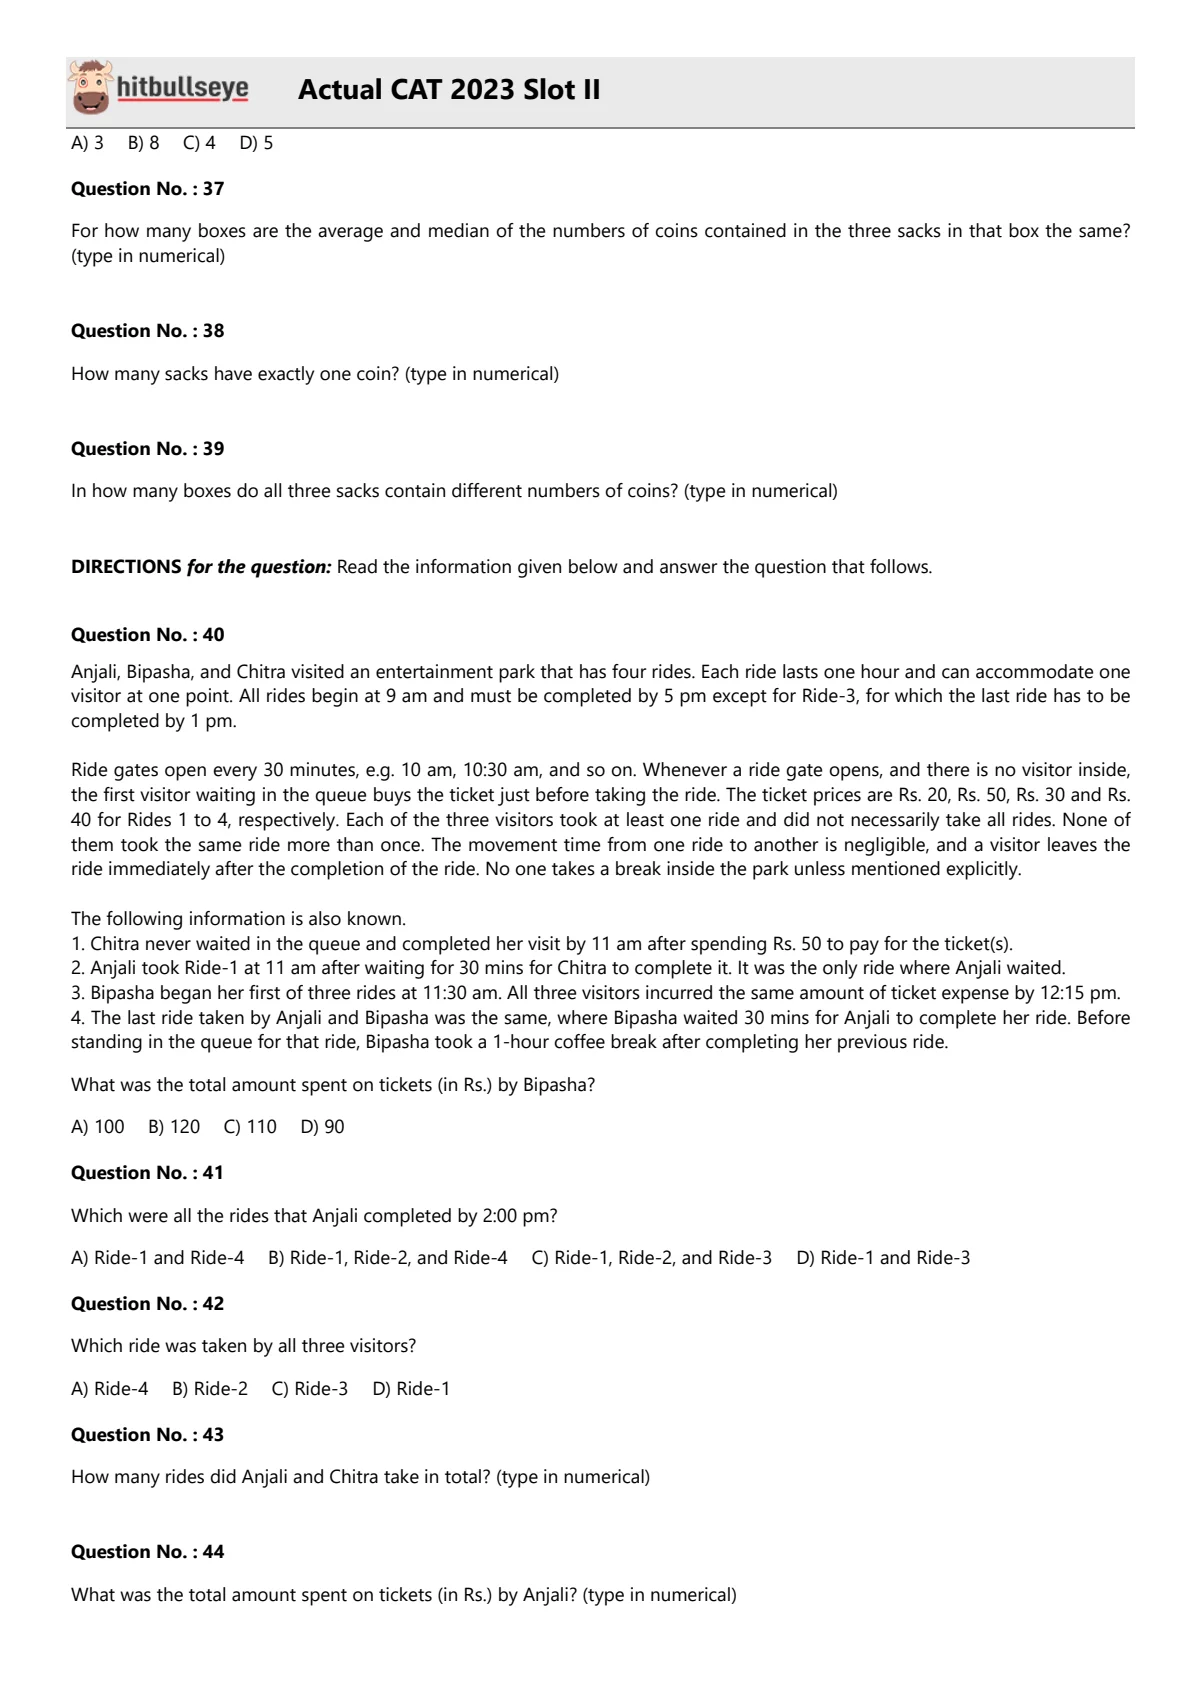 hitbullseye Actual CAT 2023 Slot II
A) 3 B) 8 C) 4 D) 5
Question No. : 37
For how many boxes are the average and median of the numbers of coins contained in the three sacks in that box the same?
(type in numerical)
Question No. : 38
How many sacks have exactly one coin? (type in numerical)
Question No. : 39
In how many boxes do all three sacks contain different numbers of coins? (type in numerical)
DIRECTIONS for the question: Read the information given below and answer the question that follows.
Question No. : 40
Anjali, Bipasha, and Chitra visited an entertainment park that has four rides. Each ride lasts one hour and can accommodate one
visitor at one point. All rides begin at 9 am and must be completed by 5 pm except for Ride-3, for which the last ride has to be
completed by 1 pm.
Ride gates open every 30 minutes, e.g. 10 am, 10:30 am, and so on. Whenever a ride gate opens, and there is no visitor inside,
the first visitor waiting in the queue buys the ticket just before taking the ride. The ticket prices are Rs. 20, Rs. 50, Rs. 30 and Rs.
40 for Rides 1 to 4, respectively. Each of the three visitors took at least one ride and did not necessarily take all rides. None of
them took the same ride more than once. The movement time from one ride to another is negligible, and a visitor leaves the
ride immediately after the completion of the ride. No one takes a break inside the park unless mentioned explicitly.
The following information is also known.
1. Chitra never waited in the queue and completed her visit by 11 am after spending Rs. 50 to pay for the ticket(s).
2. Anjali took Ride-1 at 11 am after waiting for 30 mins for Chitra to complete it. It was the only ride where Anjali waited.
3. Bipasha began her first of three rides at 11:30 am. All three visitors incurred the same amount of ticket expense by 12:15 pm.
4. The last ride taken by Anjali and Bipasha was the same, where Bipasha waited 30 mins for Anjali to complete her ride. Before
standing in the queue for that ride, Bipasha took a 1-hour coffee break after completing her previous ride.
What was the total amount spent on tickets (in Rs.) by Bipasha?
A) 100 B) 120 C) 110 D) 90
Question No. : 41
Which were all the rides that Anjali completed by 2:00 pm?
A) Ride-1 and Ride-4 B) Ride-1, Ride-2, and Ride-4 C) Ride-1, Ride-2, and Ride-3 D) Ride-1 and Ride-3
Question No. : 42
Which ride was taken by all three visitors?
A) Ride-4 B) Ride-2 C) Ride-3 D) Ride-1
Question No. : 43
How many rides did Anjali and Chitra take in total? (type in numerical)
Question No. : 44
What was the total amount spent on tickets (in Rs.) by Anjali? (type in numerical)